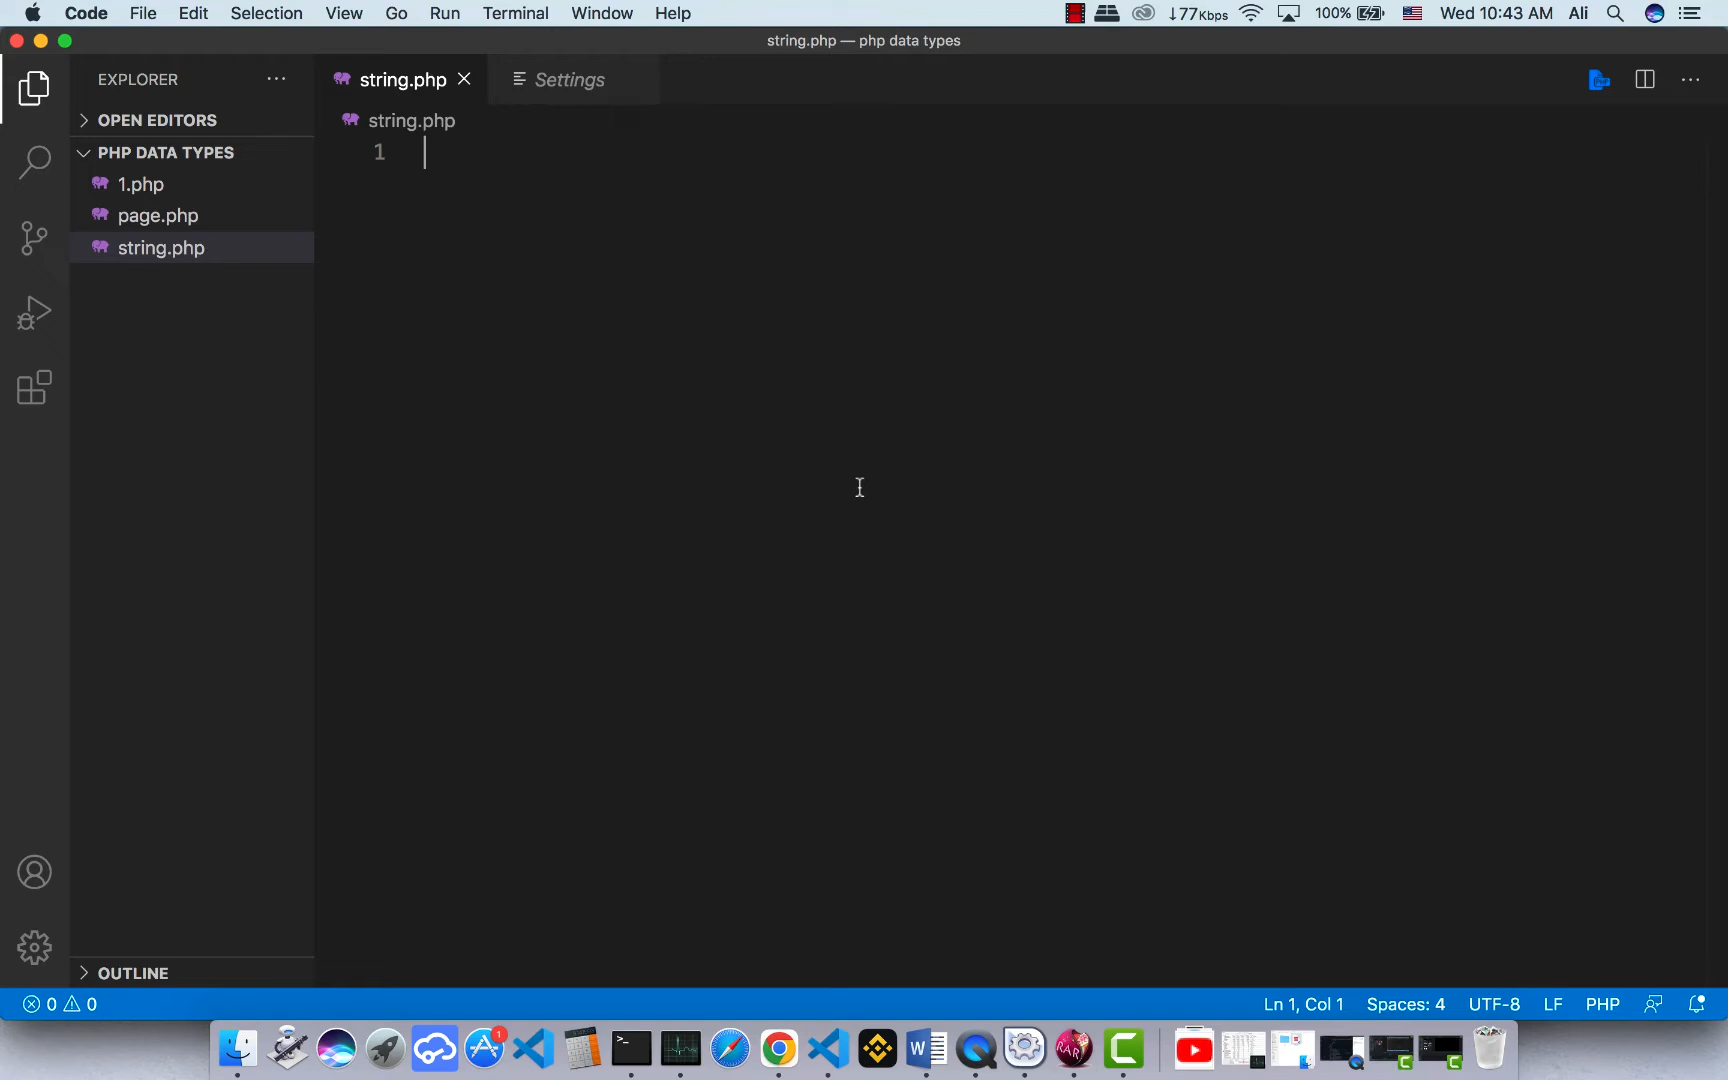 Code File Edit Selection View Go Run Terminal Window Help ↓77Kbps 100% Wed 10:43 AM Ali
string.php — php data types
EXPLORER ··· string.php Settings ···
OPEN EDITORS string.php
PHP DATA TYPES 1
1.php
page.php
string.php
OUTLINE
0 0 Ln 1, Col 1 Spaces: 4 UTF-8 LF PHP
1
W
RAR